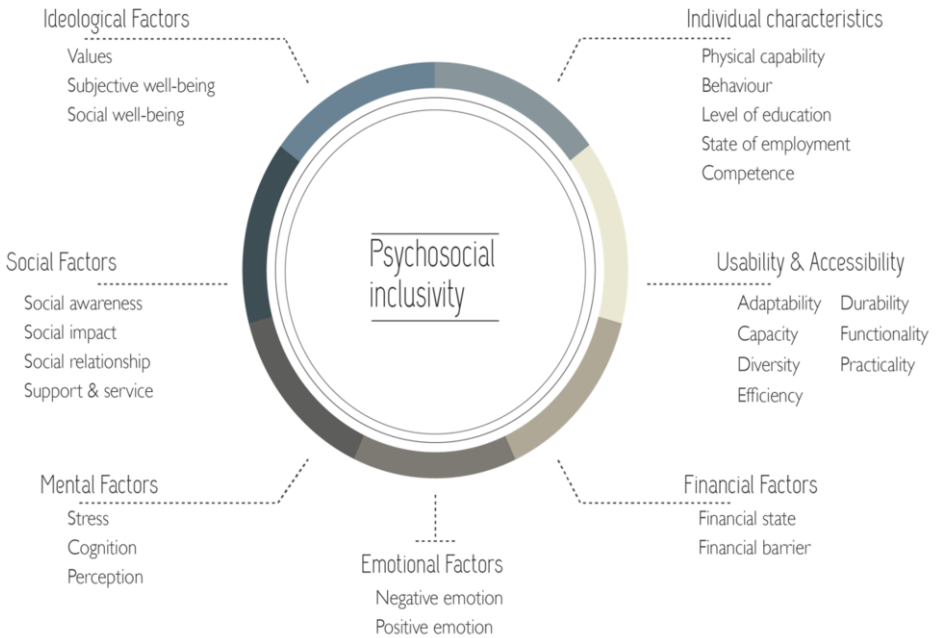 Ideological Factors
Values
Subjective well-being
Social well-being
Individual characteristics
Physical capability
Behaviour
Level of education
State of employment
Competence
Psychosocial
inclusivity
Social Factors
Social awareness
Social impact
Social relationship
Support & service
Usability & Accessibility
Adaptability Durability
Capacity Functionality
Diversity Practicality
Efficiency
Mental Factors
Stress
Cognition
Perception
Emotional Factors
Negative emotion
Positive emotion
Financial Factors
Financial state
Financial barrier